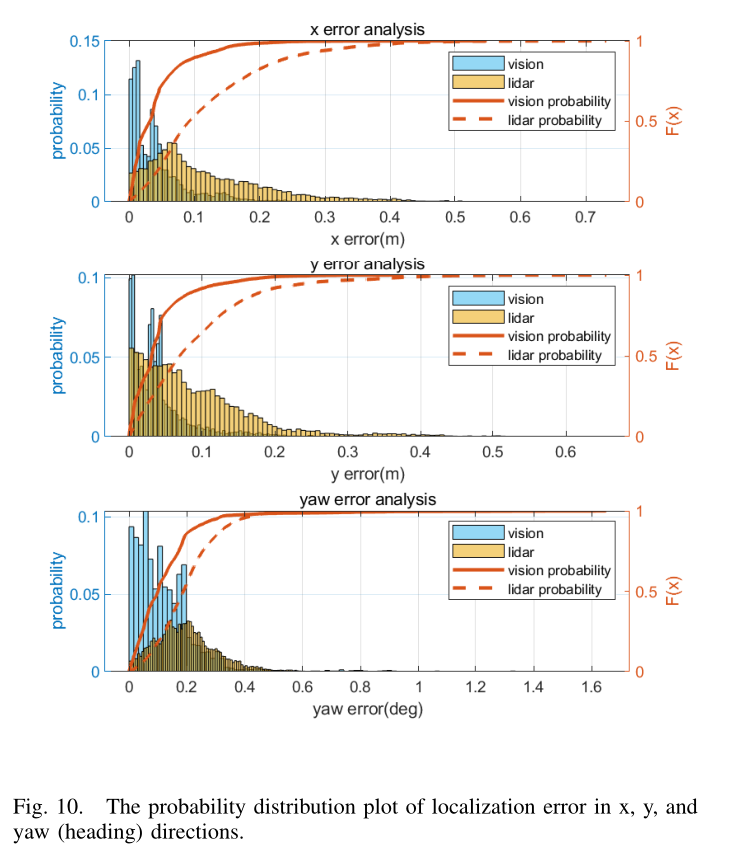 x error analysis
0.15
0.1
0.05
0
probability
1
0.5
0
F(x)
vision
lidar
vision probability
lidar probability
0 0.1 0.2 0.3 0.4 0.5 0.6 0.7
x error(m)
y error analysis
0.1
0.05
0
probability
1
0.5
0
F(x)
vision
lidar
vision probability
lidar probability
0 0.1 0.2 0.3 0.4 0.5 0.6
y error(m)
yaw error analysis
0.1
0.05
0
probability
1
0.5
0
F(x)
vision
lidar
vision probability
lidar probability
0 0.2 0.4 0.6 0.8 1 1.2 1.4 1.6
yaw error(deg)
Fig. 10. The probability distribution plot of localization error in x, y, and
yaw (heading) directions.